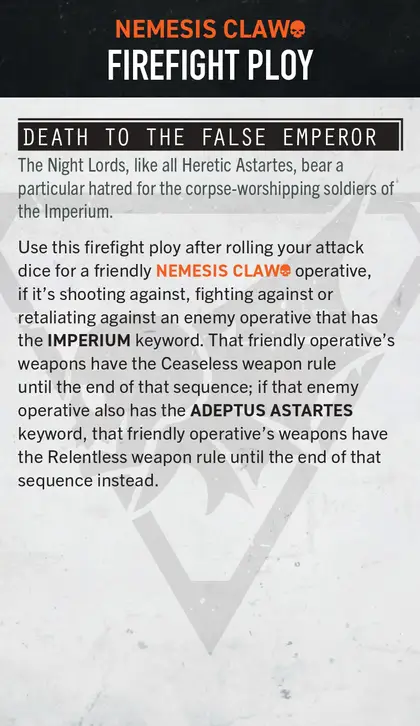 NEMESIS CLAW
FIREFIGHT PLOY
DEATH TO THE FALSE EMPEROR
The Night Lords, like all Heretic Astartes, bear a
particular hatred for the corpse-worshipping soldiers of
the Imperium.
Use this firefight ploy after rolling your attack
dice for a friendly NEMESIS CLAW operative,
if it’s shooting against, fighting against or
retaliating against an enemy operative that has
the IMPERIUM keyword. That friendly operative’s
weapons have the Ceaseless weapon rule
until the end of that sequence; if that enemy
operative also has the ADEPTUS ASTARTES
keyword, that friendly operative’s weapons have
the Relentless weapon rule until the end of that
sequence instead.